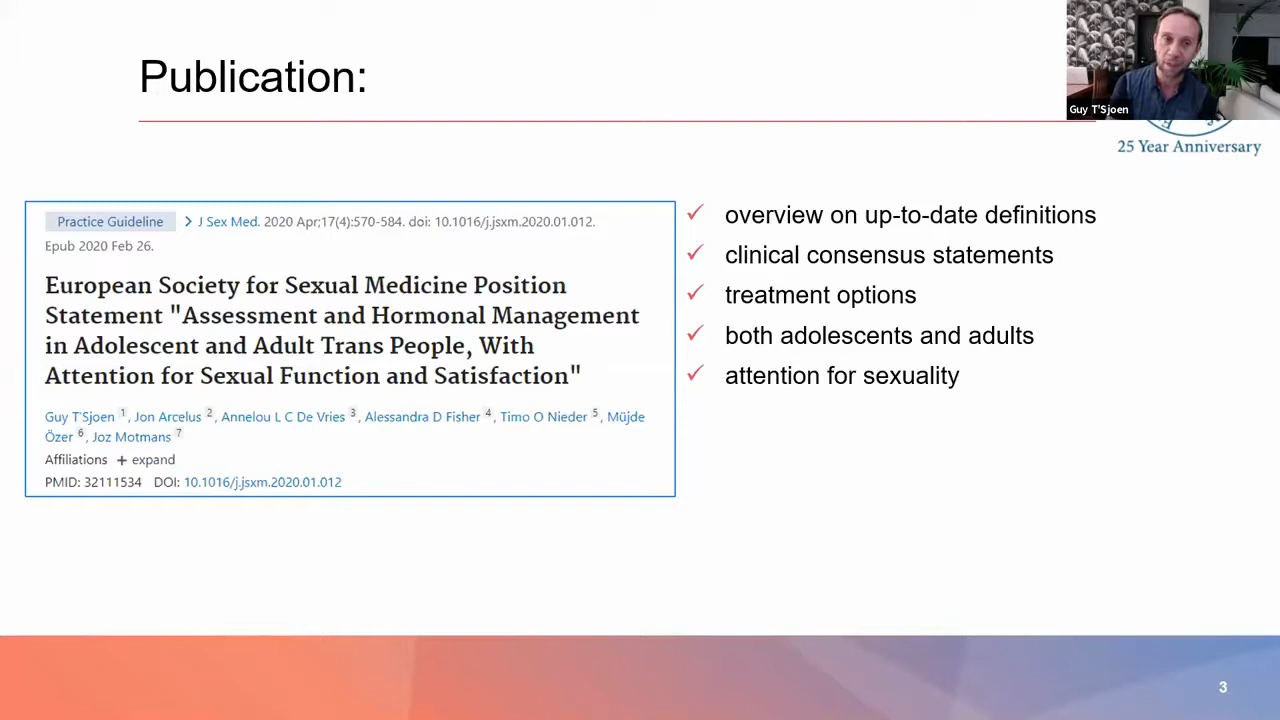 Publication:
Guy T'Sjoen
25 Year Anniversary
Practice Guideline > J Sex Med. 2020 Apr;17(4):570-584. doi: 10.1016/j.jsxm.2020.01.012.
Epub 2020 Feb 26.
European Society for Sexual Medicine Position
Statement "Assessment and Hormonal Management
in Adolescent and Adult Trans People, With
Attention for Sexual Function and Satisfaction"
Guy T'Sjoen 1, Jon Arcelus 2, Annelou L C De Vries 3, Alessandra D Fisher 4, Timo O Nieder 5, Müjde
Özer 6, Joz Motmans 7
Affiliations + expand
PMID: 32111534 DOI: 10.1016/j.jsxm.2020.01.012
✓ overview on up-to-date definitions
✓ clinical consensus statements
✓ treatment options
✓ both adolescents and adults
✓ attention for sexuality
3